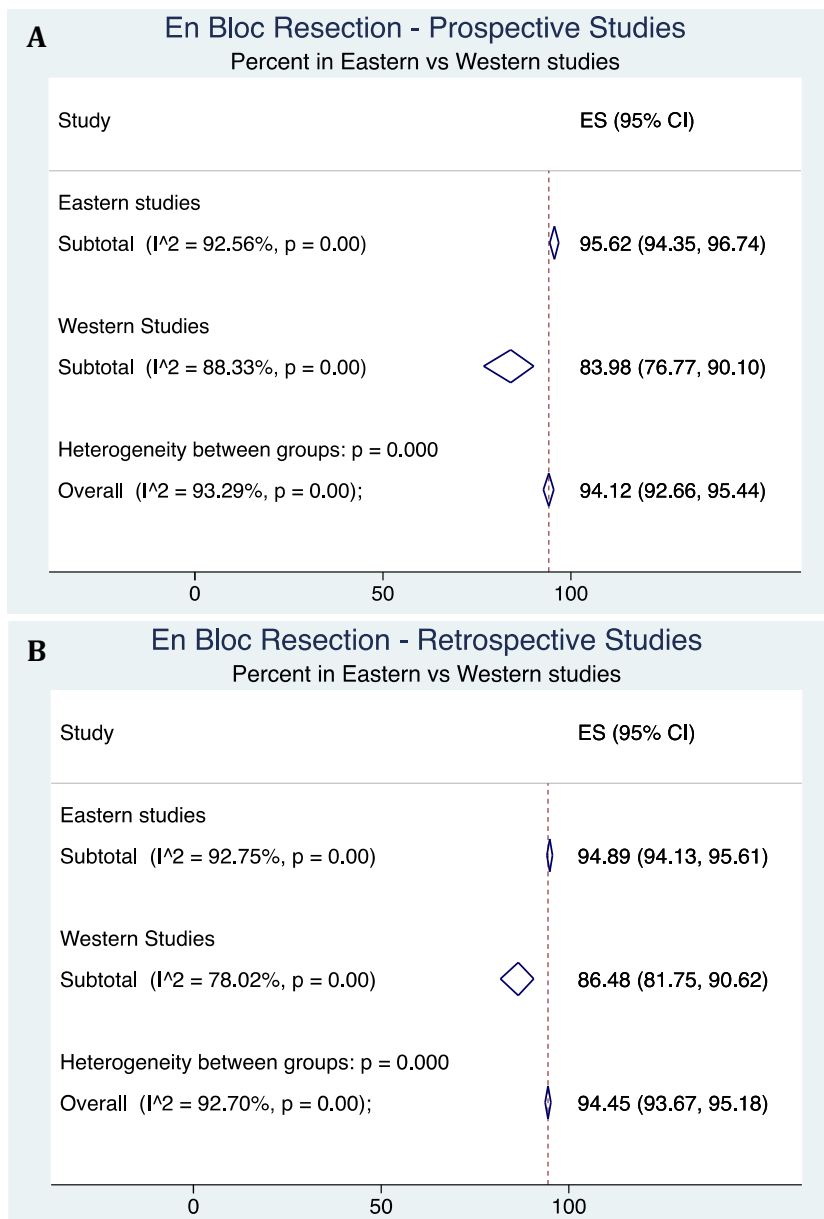 A
En Bloc Resection - Prospective Studies
Percent in Eastern vs Western studies
Study ES (95% CI)
Eastern studies
Subtotal (I^2 = 92.56%, p = 0.00) 95.62 (94.35, 96.74)
Western Studies
Subtotal (I^2 = 88.33%, p = 0.00) 83.98 (76.77, 90.10)
Heterogeneity between groups: p = 0.000
Overall (I^2 = 93.29%, p = 0.00); 94.12 (92.66, 95.44)
0 50 100
B
En Bloc Resection - Retrospective Studies
Percent in Eastern vs Western studies
Study ES (95% CI)
Eastern studies
Subtotal (I^2 = 92.75%, p = 0.00) 94.89 (94.13, 95.61)
Western Studies
Subtotal (I^2 = 78.02%, p = 0.00) 86.48 (81.75, 90.62)
Heterogeneity between groups: p = 0.000
Overall (I^2 = 92.70%, p = 0.00); 94.45 (93.67, 95.18)
0 50 100